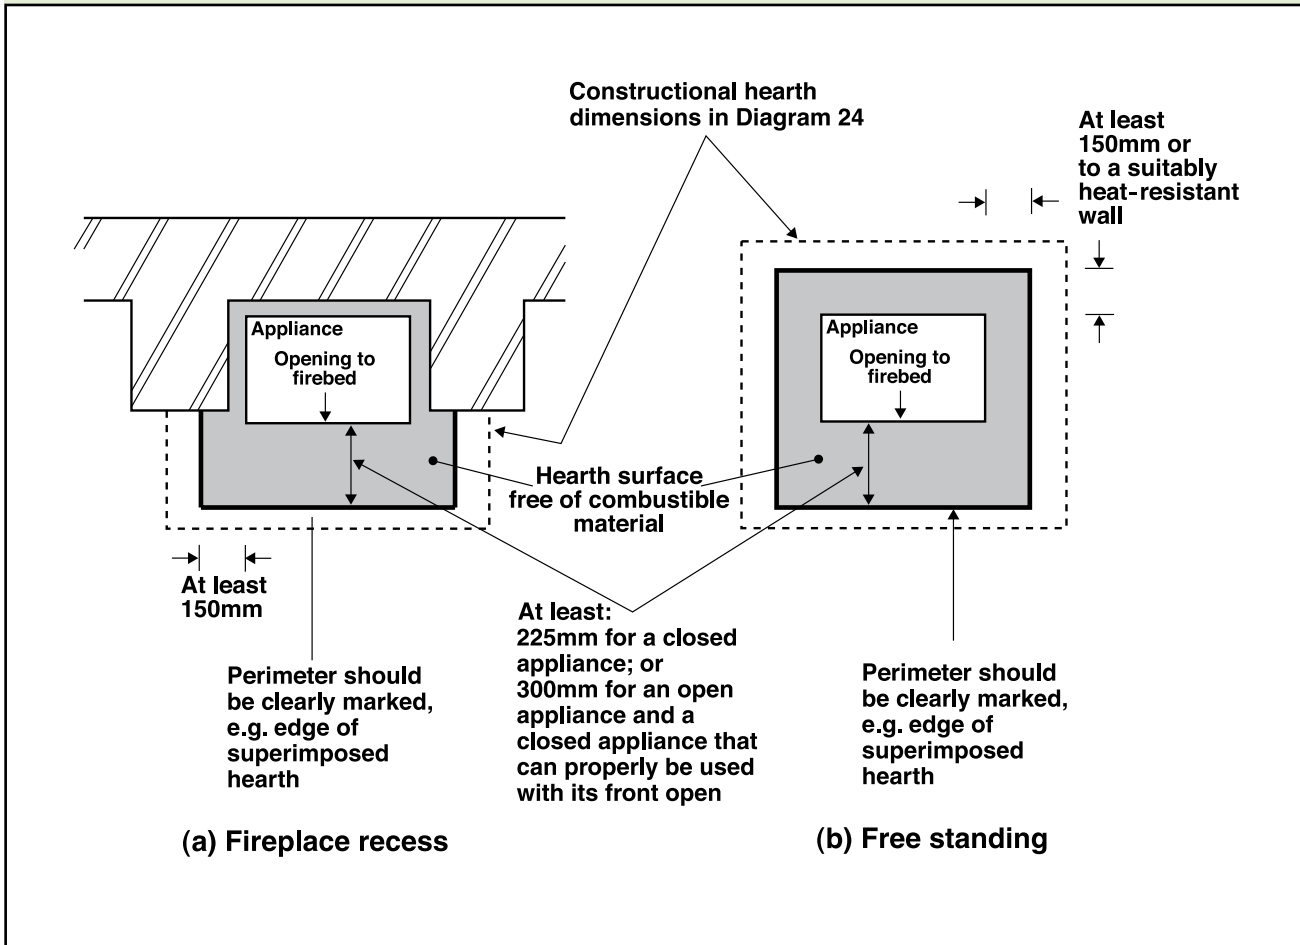 Constructional hearth
dimensions in Diagram 24
At least
150mm or
to a suitably
heat-resistant
wall
Appliance
Opening to
firebed
Appliance
Opening to
firebed
Hearth surface
free of combustible
material
At least
150mm
At least:
225mm for a closed
appliance; or
300mm for an open
appliance and a
closed appliance that
can properly be used
with its front open
Perimeter should
be clearly marked,
e.g. edge of
superimposed
hearth
Perimeter should
be clearly marked,
e.g. edge of
superimposed
hearth
(a) Fireplace recess
(b) Free standing